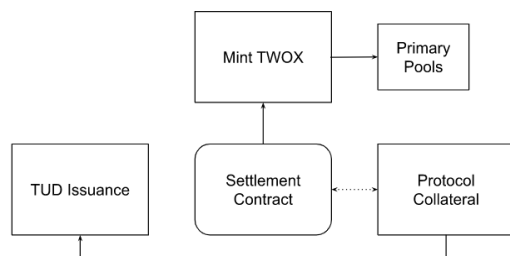 Mint TWOX
Primary
Pools
TUD Issuance
Settlement
Contract
Protocol
Collateral